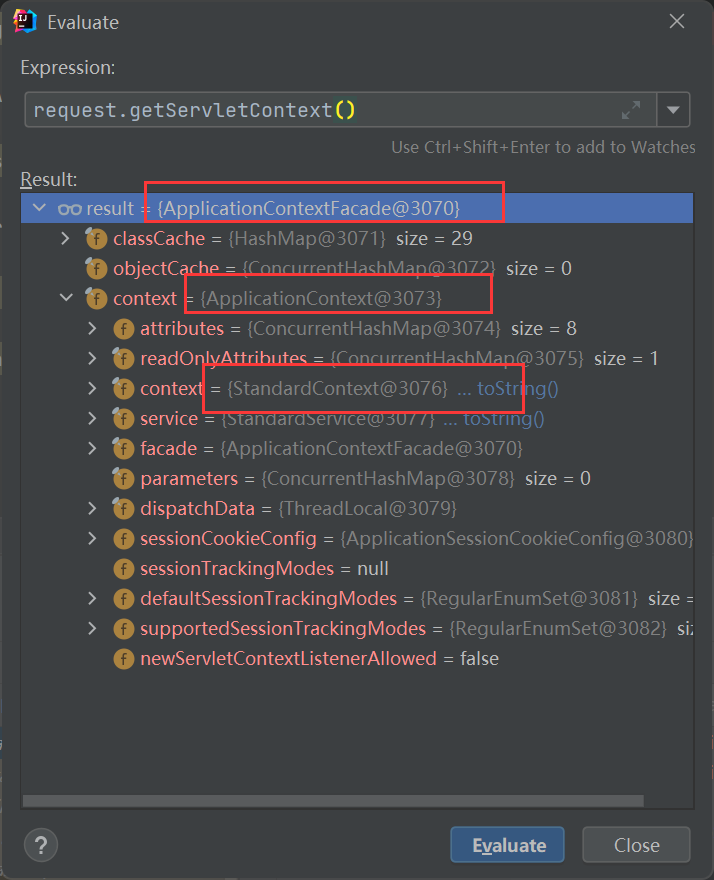 Evaluate
Expression:
request.getServletContext()
Use Ctrl+Shift+Enter to add to Watches
Result:
result = {ApplicationContextFacade@3070}
classCache = {HashMap@3071} size = 29
objectCache = {ConcurrentHashMap@3072} size = 0
context = {ApplicationContext@3073}
attributes = {ConcurrentHashMap@3074} size = 8
readOnlyAttributes = {ConcurrentHashMap@3075} size = 1
context = {StandardContext@3076} ... toString()
service = {StandardService@3077} ... toString()
facade = {ApplicationContextFacade@3070}
parameters = {ConcurrentHashMap@3078} size = 0
dispatchData = {ThreadLocal@3079}
sessionCookieConfig = {ApplicationSessionCookieConfig@3080}
sessionTrackingModes = null
defaultSessionTrackingModes = {RegularEnumSet@3081} size =
supportedSessionTrackingModes = {RegularEnumSet@3082} siz
newServletContextListenerAllowed = false
? Evaluate Close